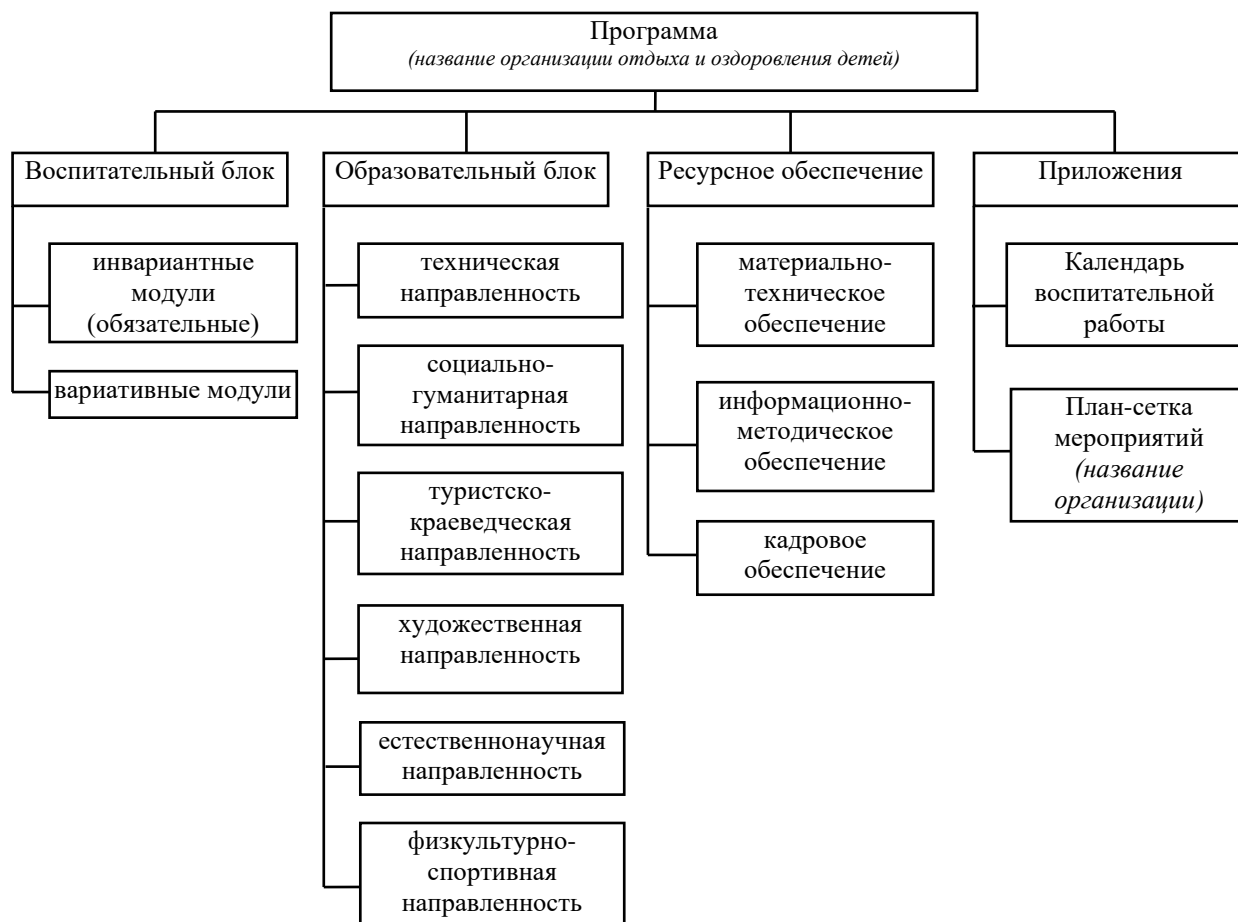 Программа
(название организации отдыха и оздоровления детей)
Воспитательный блок
инвариантные
модули
(обязательные)
вариативные модули
Образовательный блок
техническая
направленность
социально-
гуманитарная
направленность
туристско-
краеведческая
направленность
художественная
направленность
естественнонаучная
направленность
физкультурно-
спортивная
направленность
Ресурсное обеспечение
материально-
техническое
обеспечение
информационно-
методическое
обеспечение
кадровое
обеспечение
Приложения
Календарь
воспитательной
работы
План-сетка
мероприятий
(название
организации)